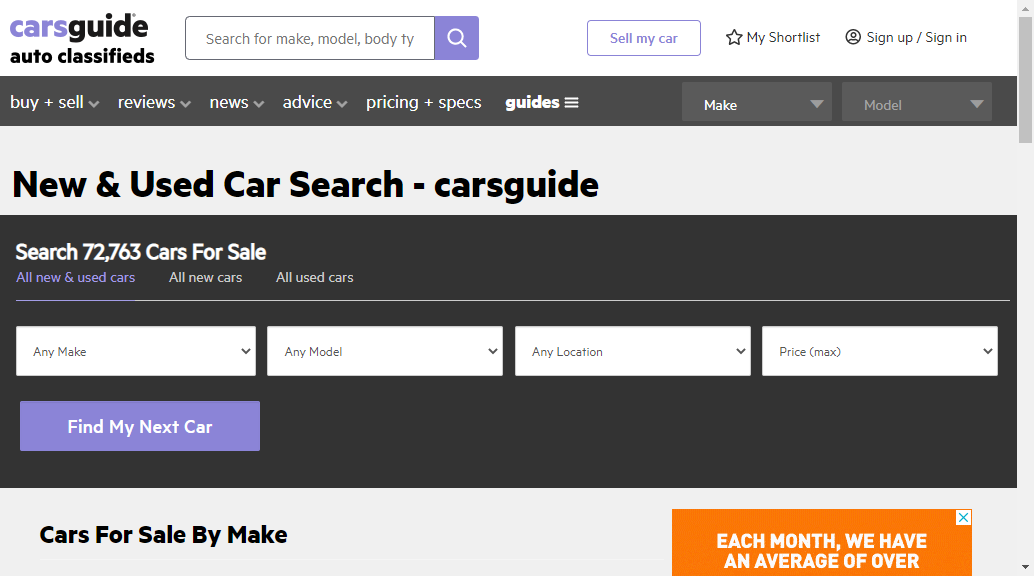 carsguide
auto classifieds
Search for make, model, body ty
Sell my car
My Shortlist
Sign up / Sign in
buy + sell
reviews
news
advice
pricing + specs
guides
Make
Model
New & Used Car Search - carsguide
Search 72,763 Cars For Sale
All new & used cars
All new cars
All used cars
Any Make
Any Model
Any Location
Price (max)
Find My Next Car
Cars For Sale By Make
EACH MONTH, WE HAVE
AN AVERAGE OF OVER